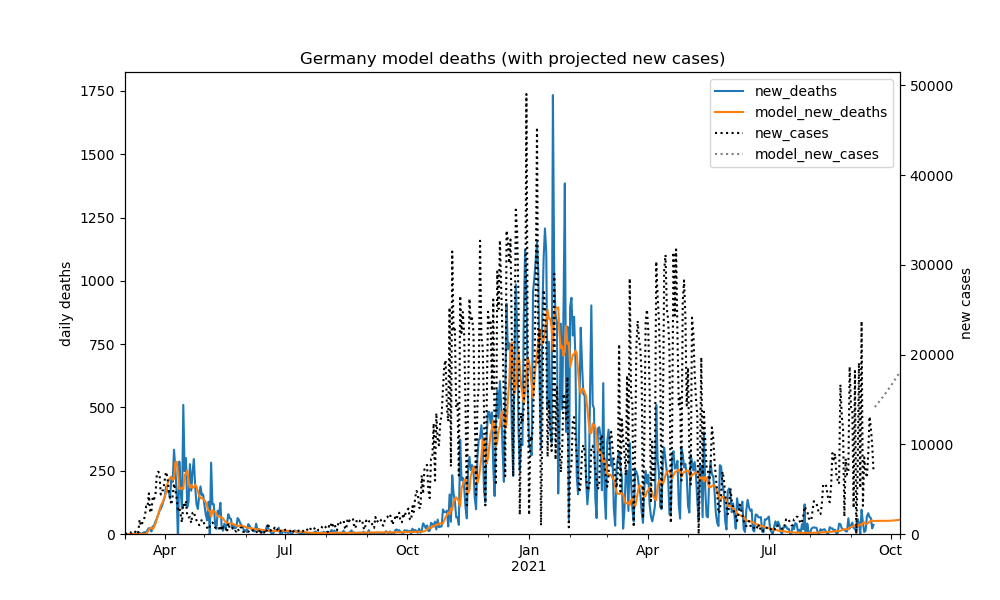 Germany model deaths (with projected new cases)
1750
1500
1250
1000
750
500
250
0
daily deaths
50000
40000
30000
20000
10000
0
new cases
new_deaths
model_new_deaths
new_cases
model_new_cases
Apr
Jul
Oct
Jan
2021
Apr
Jul
Oct